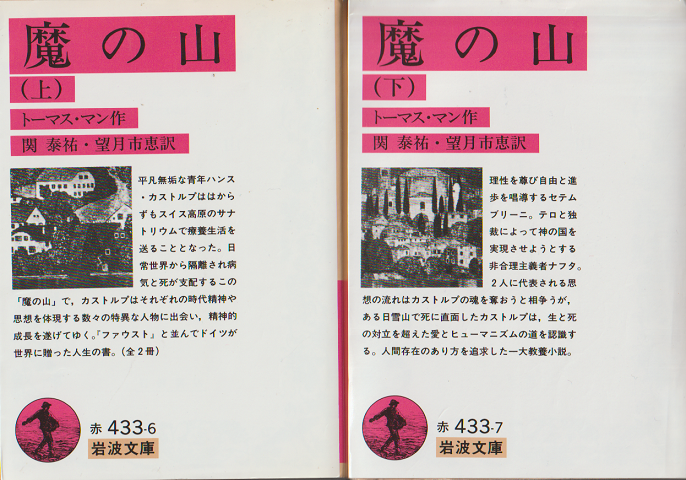 魔の山
(上)
トーマス・マン作
関 泰祐・望月市恵訳
平凡無垢な青年ハンス
・カストルプははから
ずもスイス高原のサナ
トリウムで療養生活を
送ることとなった。日
常世界から隔離され病
気と死が支配するこの
「魔の山」で，カストルプはそれぞれの時代精神や
思想を体現する数々の特異な人物に出会い，精神的
成長を遂げてゆく。『ファウスト』と並んでドイツが
世界に贈った人生の書。(全2冊)
赤 433-6
岩波文庫
魔の山
(下)
トーマス・マン作
関 泰祐・望月市恵訳
理性を尊び自由と進
歩を唱導するセテム
ブリーニ。テロと独
裁によって神の国を
実現させようとする
非合理主義者ナフタ。
2人に代表される思
想の流れはカストルプの魂を奪おうと相争うが，
ある日雪山で死に直面したカストルプは，生と死
の対立を超えた愛とヒューマニズムの道を認識す
る。人間存在のあり方を追求した一大教養小説。
赤 433-7
岩波文庫